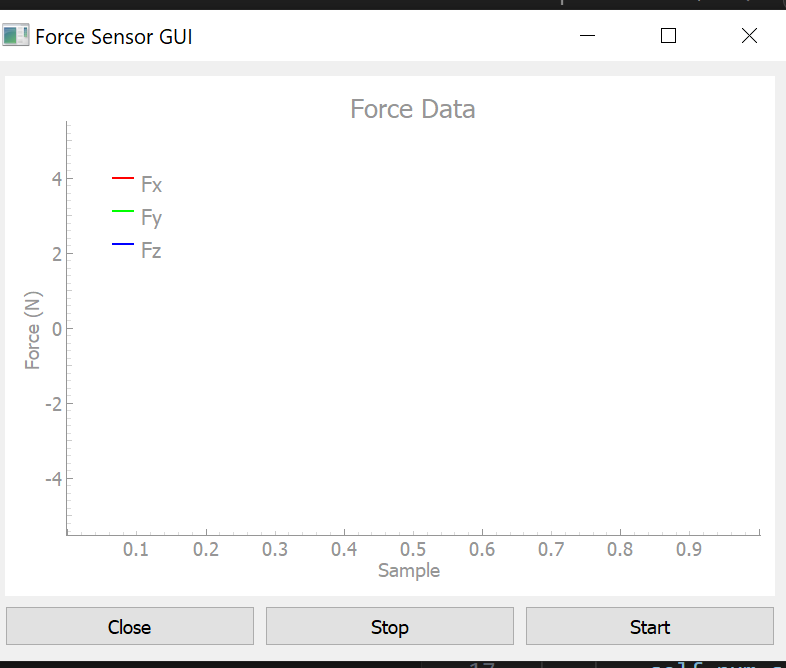 Force Sensor GUI
Force Data
Fx
Fy
Fz
4
2
0
-2
-4
Force (N)
0.1 0.2 0.3 0.4 0.5 0.6 0.7 0.8 0.9
Sample
Close Stop Start
17